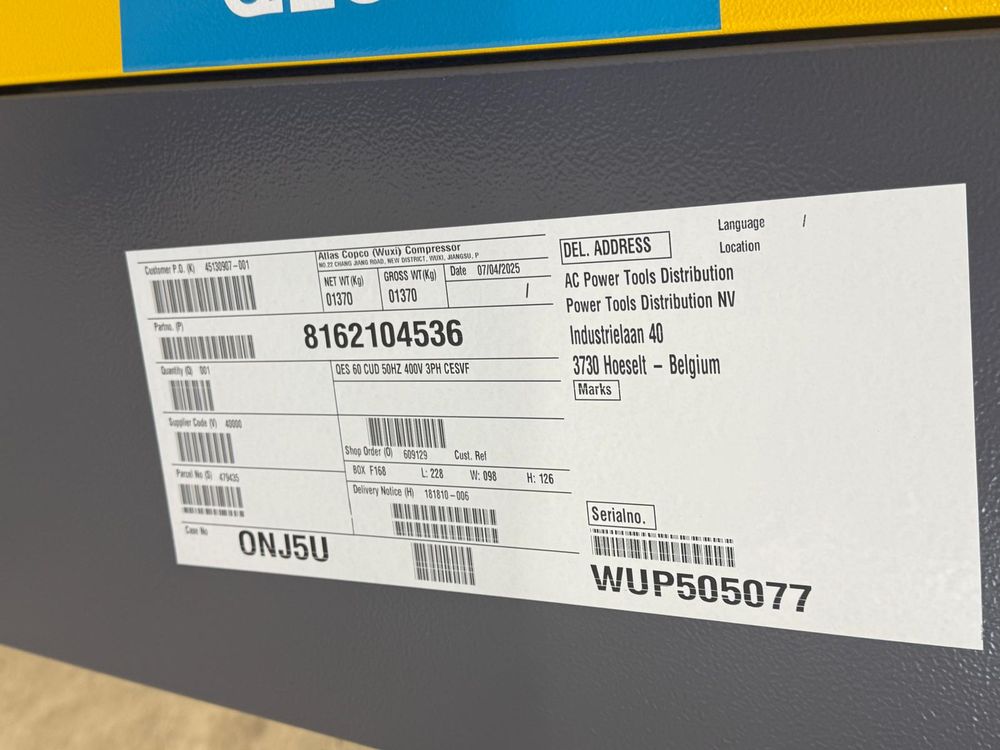 Customer P.O. (K) 45130907-001
Atlas Copco (Wuxi) Compressor
NO.22 CHANG JIANG ROAD, NEW DISTRICT, WUXI, JIANGSU, P
NET WT(Kg)
01370
GROSS WT(Kg)
01370
Date 07/04/2025
/
Partno. (P)
8162104536
Quantity (Q) 001
QES 60 CUD 50HZ 400V 3PH CESVF
Supplier Code (V) 40000
Shop Order (O) 609129 Cust. Ref
BOX F168 L: 228 W: 098 H: 126
Parcel No (S) 479435
Delivery Notice (H) 181810-006
Case No
0NJ5U
Language /
Location
DEL. ADDRESS
AC Power Tools Distribution
Power Tools Distribution NV
Industrielaan 40
3730 Hoeselt - Belgium
Marks
Serialno.
WUP505077